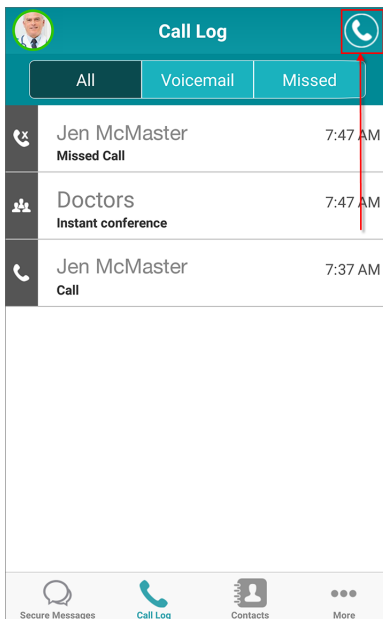 Call Log
All Voicemail Missed
Jen McMaster 7:47 AM
Missed Call
Doctors 7:47 AM
Instant conference
Jen McMaster 7:37 AM
Call
Secure Messages Call Log Contacts More